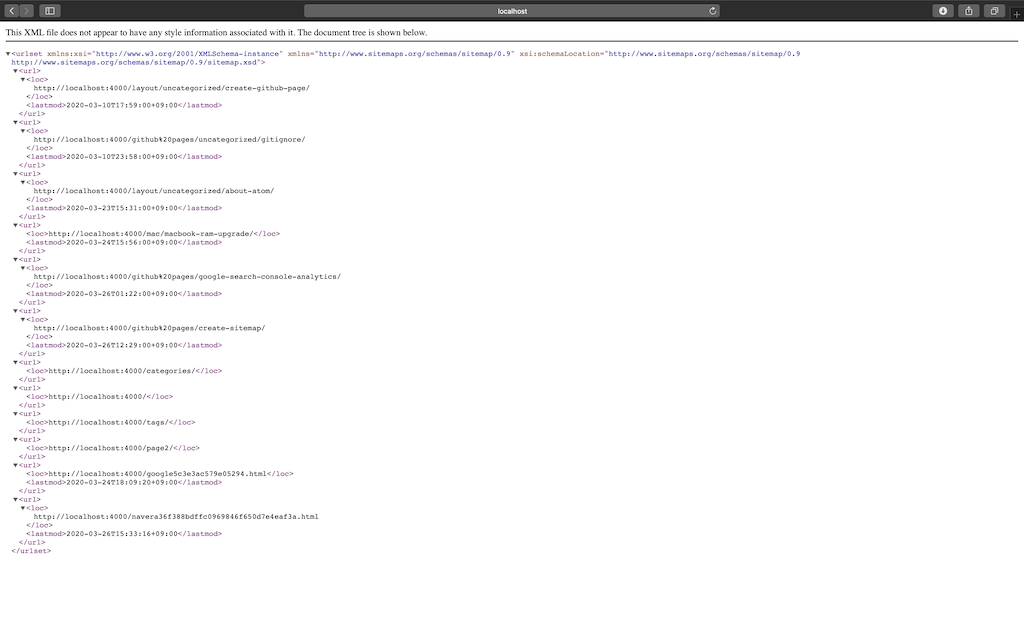 localhost
This XML file does not appear to have any style information associated with it. The document tree is shown below.
▼<urlset xmlns:xsi="http://www.w3.org/2001/XMLSchema-instance" xmlns="http://www.sitemaps.org/schemas/sitemap/0.9" xsi:schemaLocation="http://www.sitemaps.org/schemas/sitemap/0.9
http://www.sitemaps.org/schemas/sitemap/0.9/sitemap.xsd">
▼<url>
▼<loc>
http://localhost:4000/layout/uncategorized/create-github-page/
</loc>
<lastmod>2020-03-10T17:59:00+09:00</lastmod>
</url>
▼<url>
▼<loc>
http://localhost:4000/github%20pages/uncategorized/gitignore/
</loc>
<lastmod>2020-03-10T23:58:00+09:00</lastmod>
</url>
▼<url>
▼<loc>
http://localhost:4000/layout/uncategorized/about-atom/
</loc>
<lastmod>2020-03-23T15:31:00+09:00</lastmod>
</url>
▼<url>
<loc>http://localhost:4000/mac/macbook-ram-upgrade/</loc>
<lastmod>2020-03-24T15:56:00+09:00</lastmod>
</url>
▼<url>
▼<loc>
http://localhost:4000/github%20pages/google-search-console-analytics/
</loc>
<lastmod>2020-03-26T01:22:00+09:00</lastmod>
</url>
▼<url>
▼<loc>
http://localhost:4000/github%20pages/create-sitemap/
</loc>
<lastmod>2020-03-26T12:29:00+09:00</lastmod>
</url>
▼<url>
<loc>http://localhost:4000/categories/</loc>
</url>
▼<url>
<loc>http://localhost:4000/</loc>
</url>
▼<url>
<loc>http://localhost:4000/tags/</loc>
</url>
▼<url>
<loc>http://localhost:4000/page2/</loc>
</url>
▼<url>
<loc>http://localhost:4000/google5c3e3ac579e05294.html</loc>
<lastmod>2020-03-24T18:09:20+09:00</lastmod>
</url>
▼<url>
▼<loc>
http://localhost:4000/navera36f388bdffc0969846f650d7e4eaf3a.html
</loc>
<lastmod>2020-03-26T15:33:16+09:00</lastmod>
</url>
</urlset>